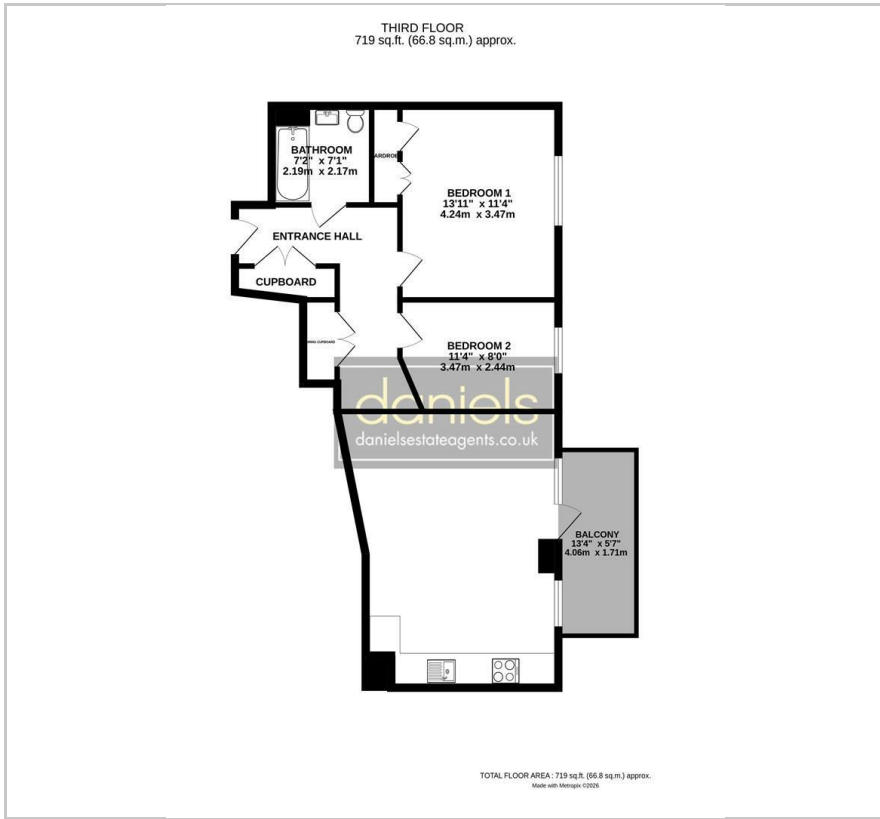 THIRD FLOOR
719 sq.ft. (66.8 sq.m.) approx.
BATHROOM
7'2" x 7'1"
2.19m x 2.17m
BEDROOM 1
13'11" x 11'4"
4.24m x 3.47m
ENTRANCE HALL
CUPBOARD
CUPBOARD
BEDROOM 2
11'4" x 8'0"
3.47m x 2.44m
daniels
danielsestateagents.co.uk
BALCONY
13'4" x 5'7"
4.06m x 1.71m
TOTAL FLOOR AREA : 719 sq.ft. (66.8 sq.m.) approx.
Made with Metropix ©2026